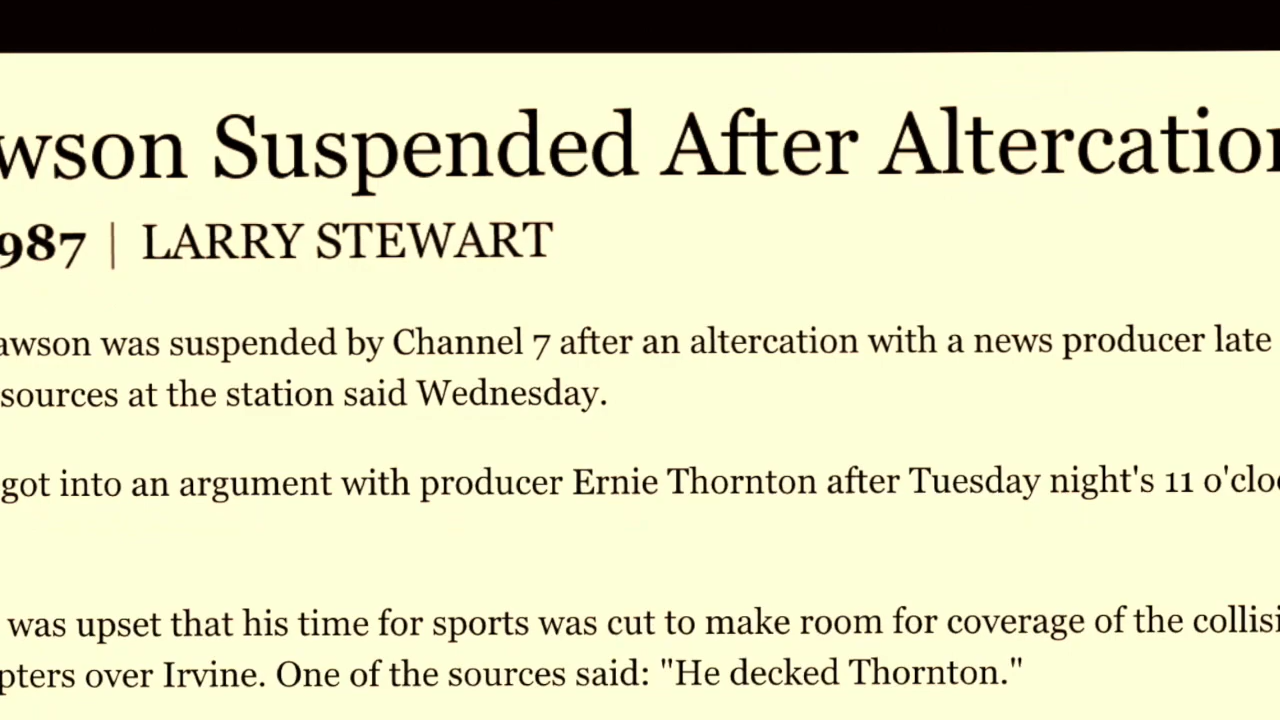 wson Suspended After Altercation
987 | LARRY STEWART
awson was suspended by Channel 7 after an altercation with a news producer late
sources at the station said Wednesday.
got into an argument with producer Ernie Thornton after Tuesday night's 11 o'clo
was upset that his time for sports was cut to make room for coverage of the collisi
pters over Irvine. One of the sources said: "He decked Thornton."